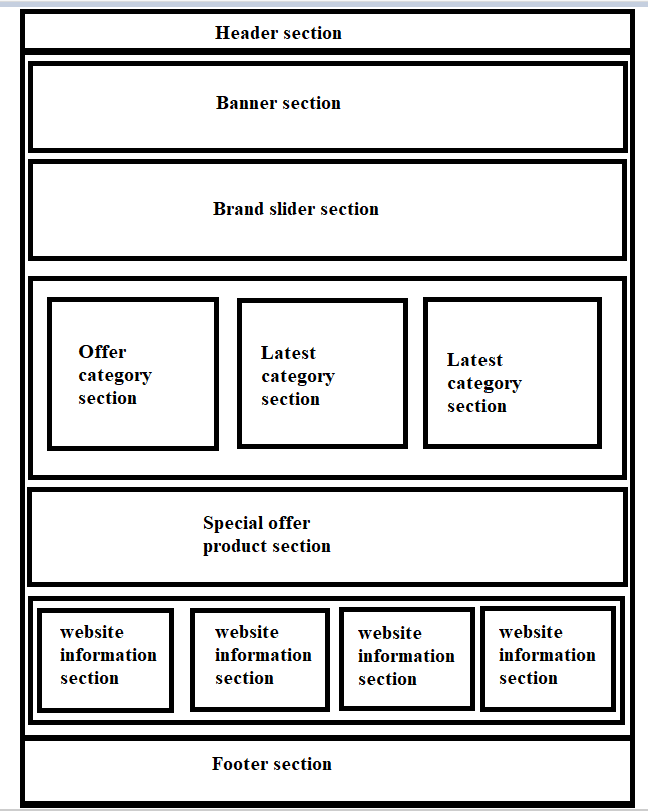 Header section
Banner section
Brand slider section
Offer
category
section
Latest
category
section
Latest
category
section
Special offer
product section
website
information
section
website
information
section
website
information
section
website
information
section
Footer section